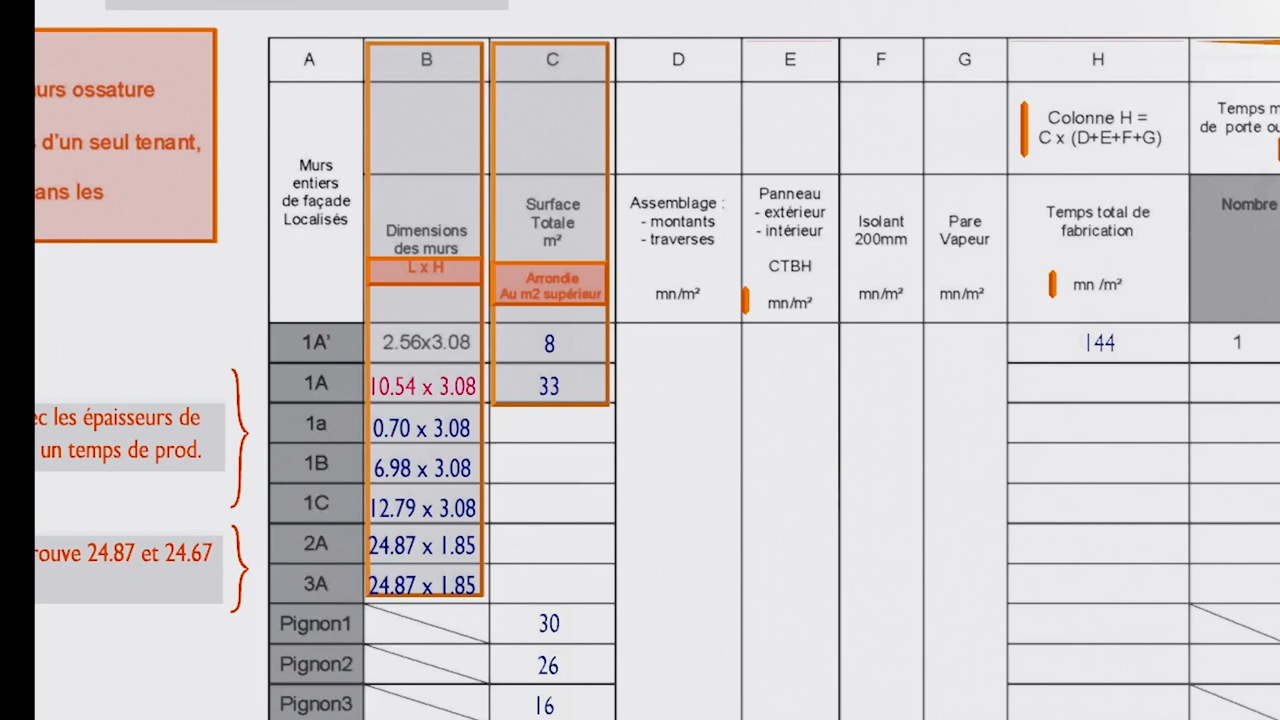 urs ossature
d'un seul tenant,
ans les
ec les épaisseurs de
un temps de prod.
rouve 24.87 et 24.67
A B C D E F G H
Colonne H =
C x (D+E+F+G)
Temps m
de porte ou
Murs
entiers
de façade
Localisés
Dimensions
des murs
L x H
Surface
Totale
m²
Arrondie
Au m2 supérieur
Assemblage :
- montants
- traverses
mn/m²
Panneau
- extérieur
- intérieur
CTBH
mn/m²
Isolant
200mm
mn/m²
Pare
Vapeur
mn/m²
Temps total de
fabrication
mn /m²
Nombre
1A' 2.56x3.08 8 144 1
1A 10.54 x 3.08 33
1a 0.70 x 3.08
1B 6.98 x 3.08
1C 12.79 x 3.08
2A 24.87 x 1.85
3A 24.87 x 1.85
Pignon1 30
Pignon2 26
Pignon3 16